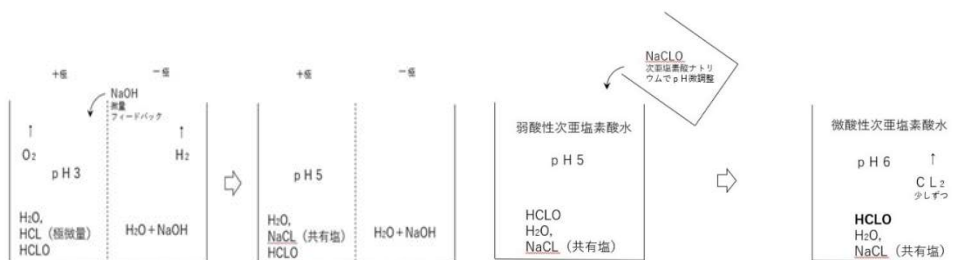 ＋極
－極
NaOH
微量
フィードバック
↑
O₂
↑
H₂
pH3
H₂O,
HCL（極微量）
HCLO
H₂O＋NaOH
＋極
－極
pH5
H₂O,
NaCL（共有塩）
HCLO
H₂O＋NaOH
NaCLO
次亜塩素酸ナトリ
ウムでpH微調整
弱酸性次亜塩素酸水
pH5
HCLO
H₂O,
NaCL（共有塩）
微酸性次亜塩素酸水
pH6
↑
CL₂
少しずつ
HCLO
H₂O,
NaCL（共有塩）